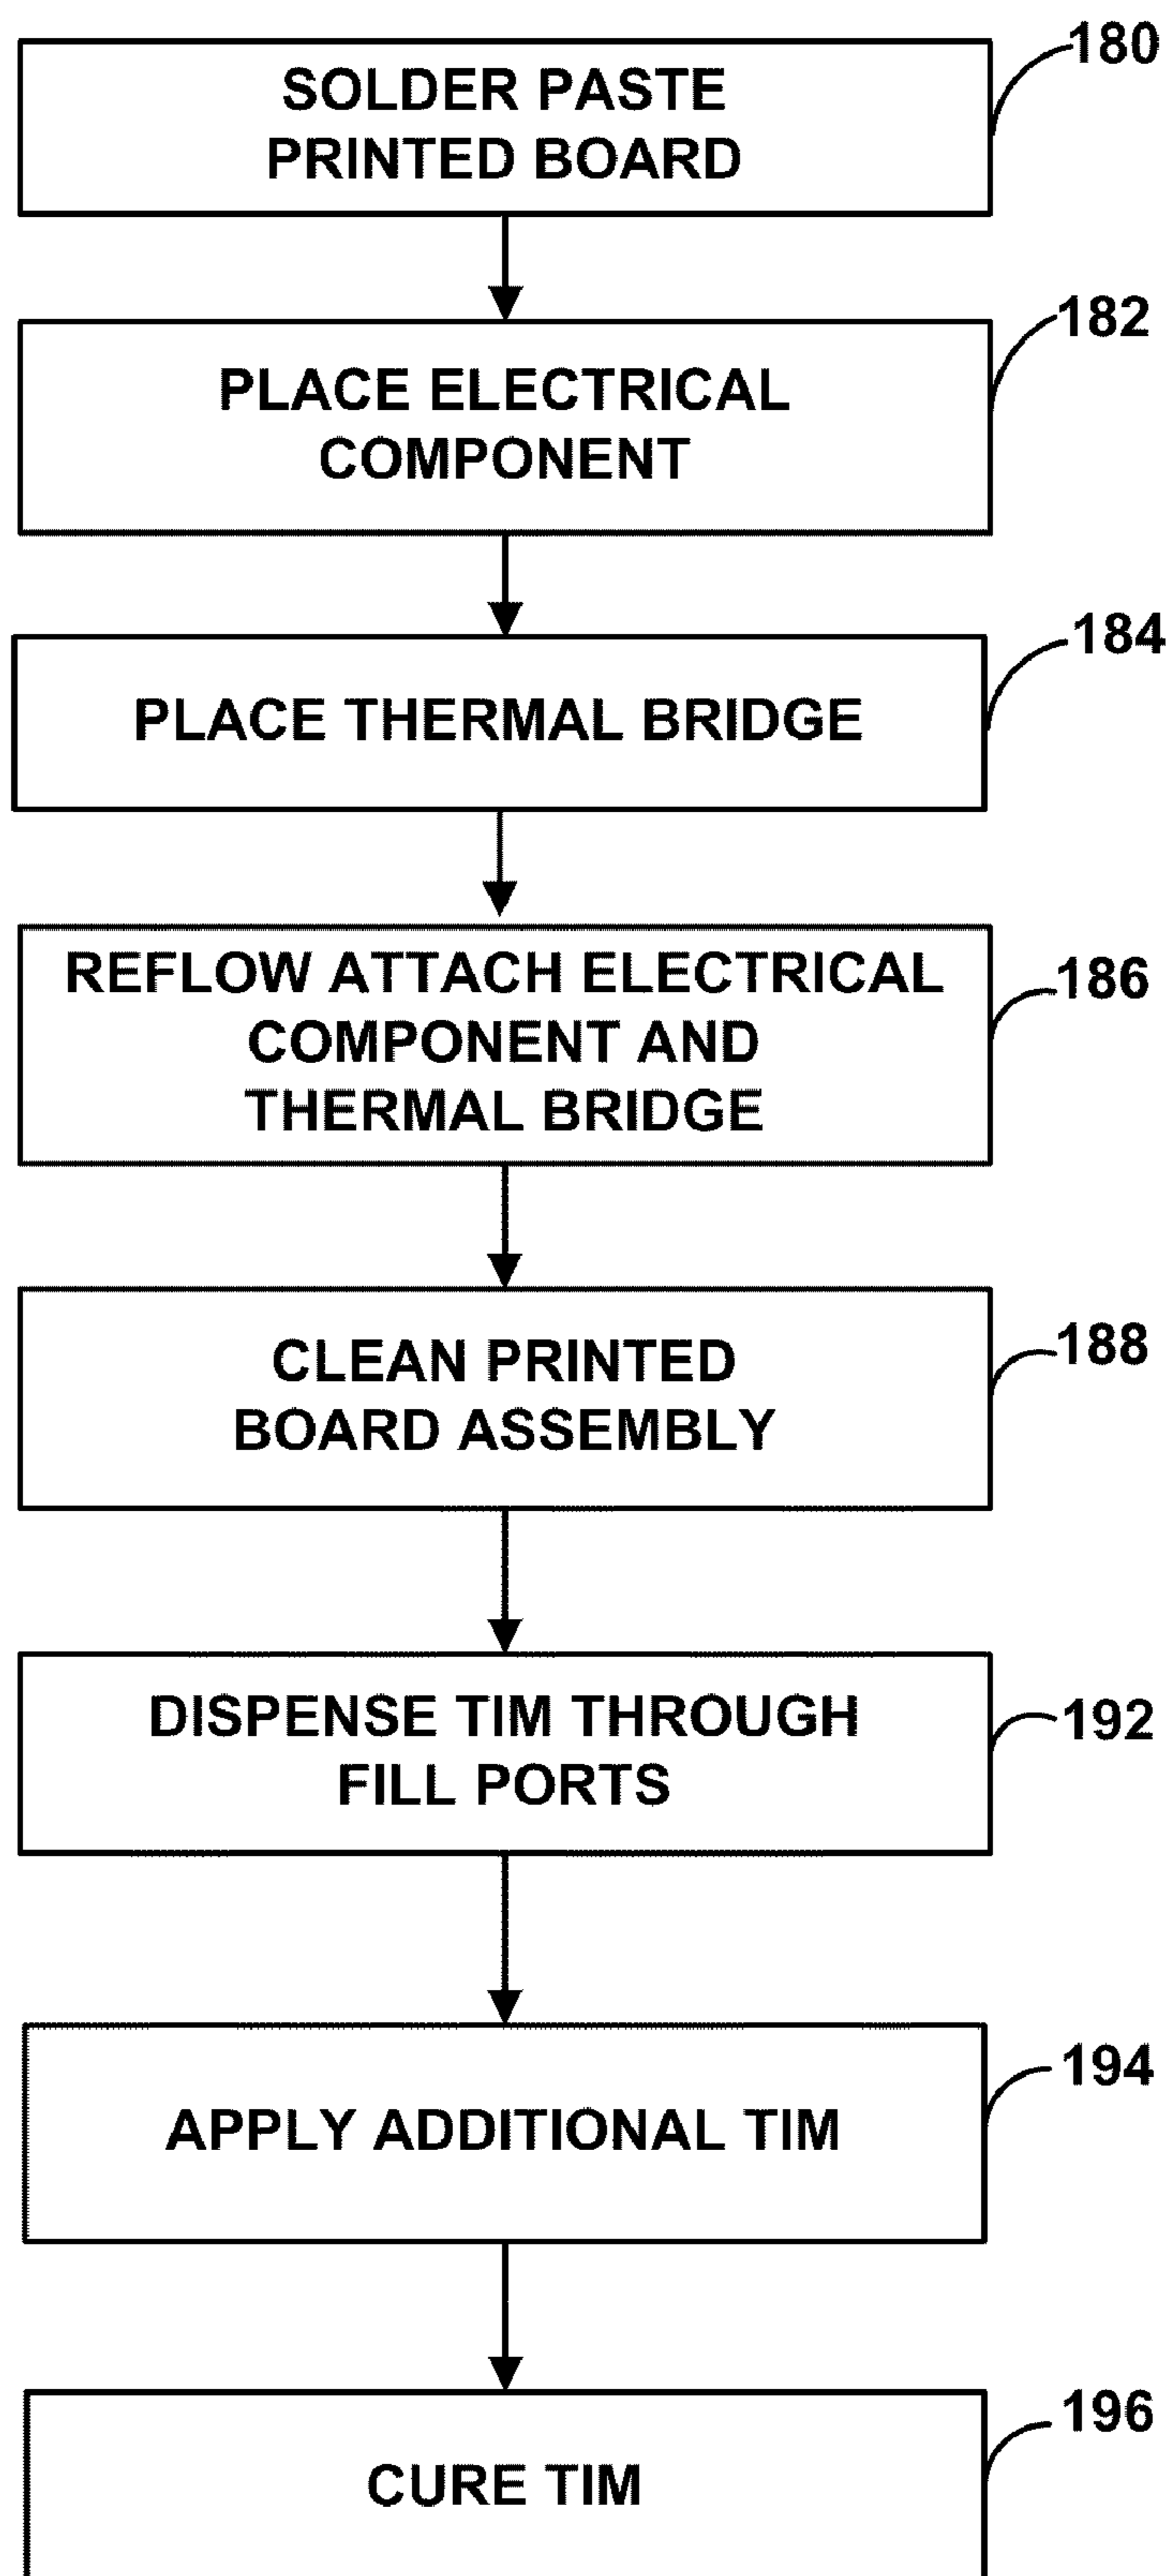 180
SOLDER PASTE
PRINTED BOARD
182
PLACE ELECTRICAL
COMPONENT
184
PLACE THERMAL BRIDGE
186
REFLOW ATTACH ELECTRICAL
COMPONENT AND
THERMAL BRIDGE
188
CLEAN PRINTED
BOARD ASSEMBLY
192
DISPENSE TIM THROUGH
FILL PORTS
194
APPLY ADDITIONAL TIM
196
CURE TIM